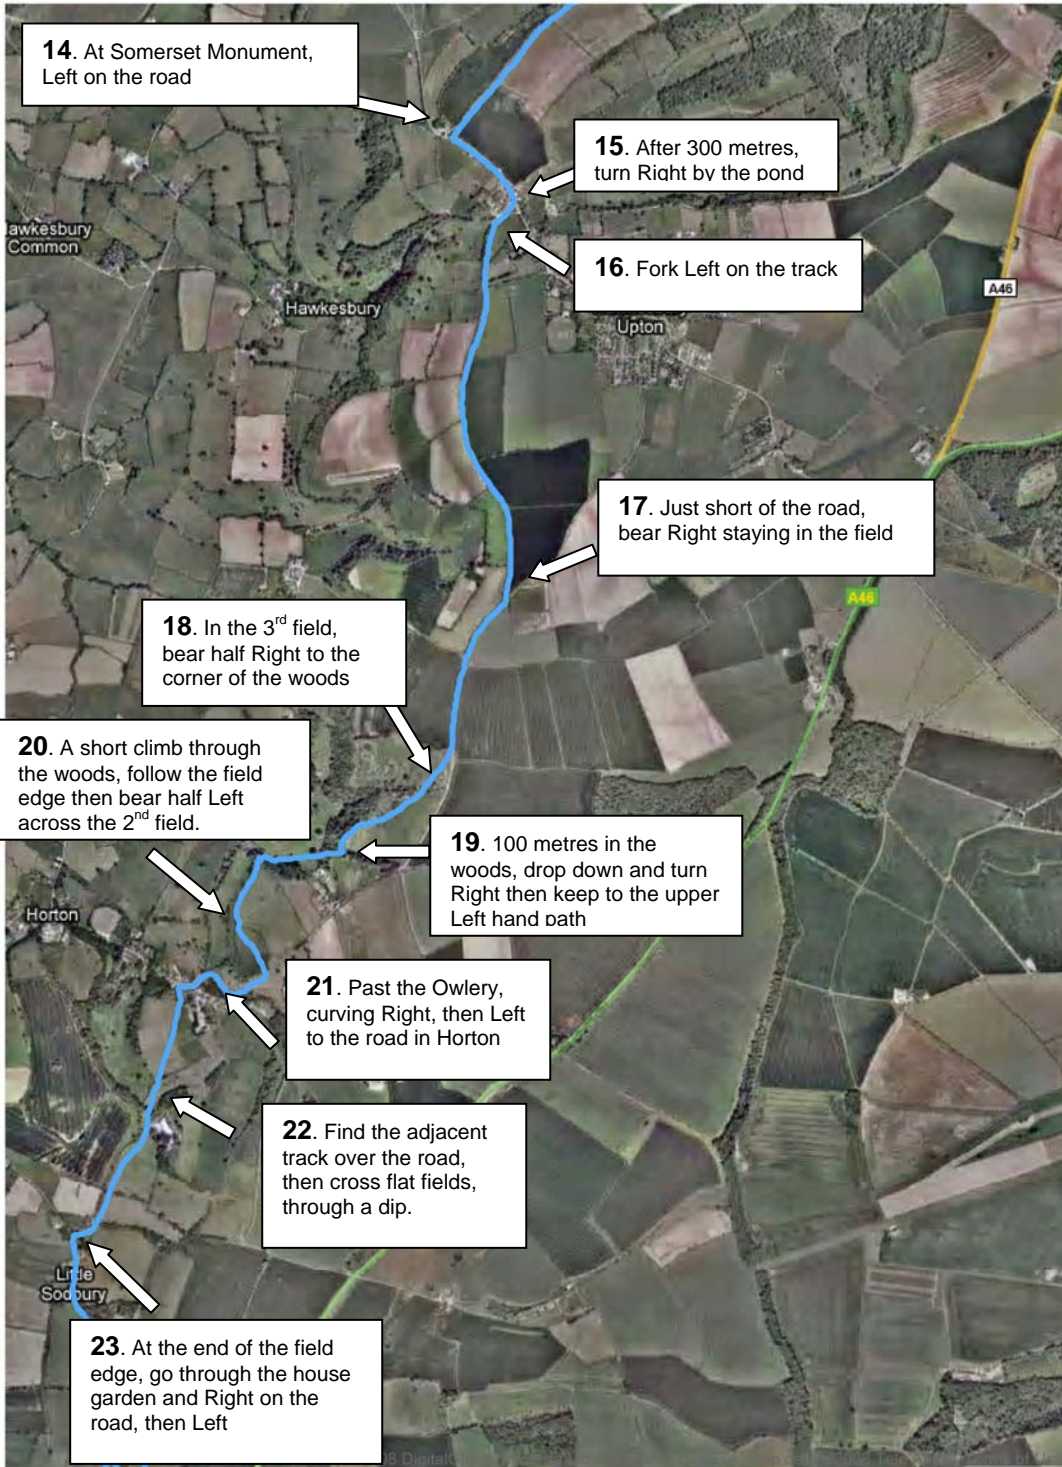 14. At Somerset Monument,
Left on the road
15. After 300 metres,
turn Right by the pond
awkesbury
Common
16. Fork Left on the track
A46
Hawkesbury
Upton
17. Just short of the road,
bear Right staying in the field
A46
18. In the 3rd field,
bear half Right to the
corner of the woods
20. A short climb through
the woods, follow the field
edge then bear half Left
across the 2nd field.
19. 100 metres in the
woods, drop down and turn
Right then keep to the upper
Left hand path
Horton
21. Past the Owlery,
curving Right, then Left
to the road in Horton
22. Find the adjacent
track over the road,
then cross flat fields,
through a dip.
Little
Sodbury
23. At the end of the field
edge, go through the house
garden and Right on the
road, then Left